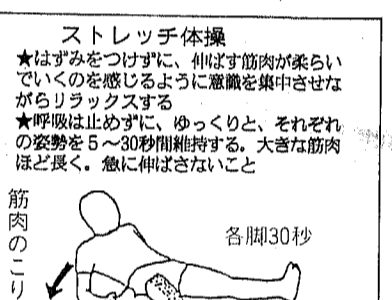 ストレッチ体操
★はずみをつけずに、伸ばす筋肉が柔らい
でいくのを感じるように意識を集中させな
がらリラックスする
★呼吸は止めずに、ゆっくりと、それぞれ
の姿勢を5～30秒間維持する。大きな筋肉
ほど長く。急に伸ばさないこと
筋肉のこり
各脚30秒